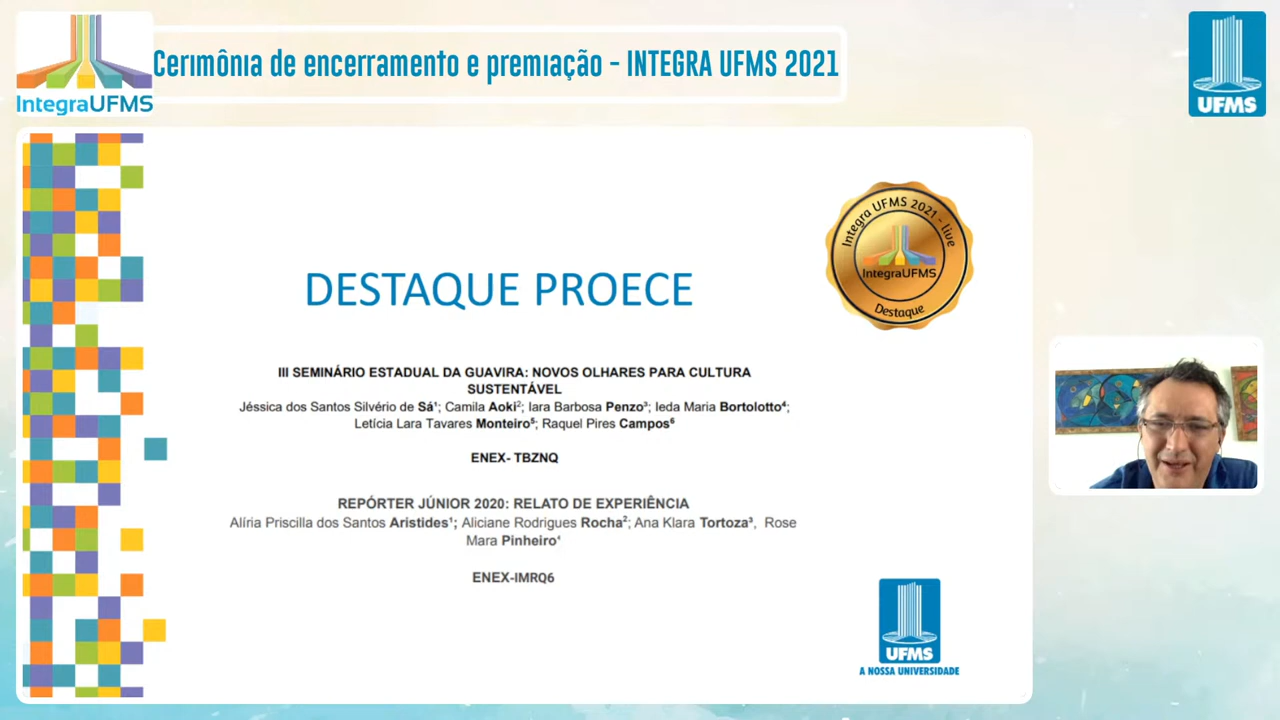 IntegraUFMS
Cerimônia de encerramento e premiação - INTEGRA UFMS 2021
UFMS
Integra UFMS 2021 - live
IntegraUFMS
Destaque
DESTAQUE PROECE
III SEMINÁRIO ESTADUAL DA GUAVIRA: NOVOS OLHARES PARA CULTURA
SUSTENTÁVEL
Jéssica dos Santos Silvério de Sá¹; Camila Aoki²; Iara Barbosa Penzo³; Ieda Maria Bortolotto⁴;
Letícia Lara Tavares Monteiro⁵; Raquel Pires Campos⁶
ENEX- TBZNQ
REPÓRTER JÚNIOR 2020: RELATO DE EXPERIÊNCIA
Alíria Priscilla dos Santos Aristides¹; Aliciane Rodrigues Rocha²; Ana Klara Tortoza³, Rose
Mara Pinheiro⁴
ENEX-IMRQ6
UFMS
A NOSSA UNIVERSIDADE